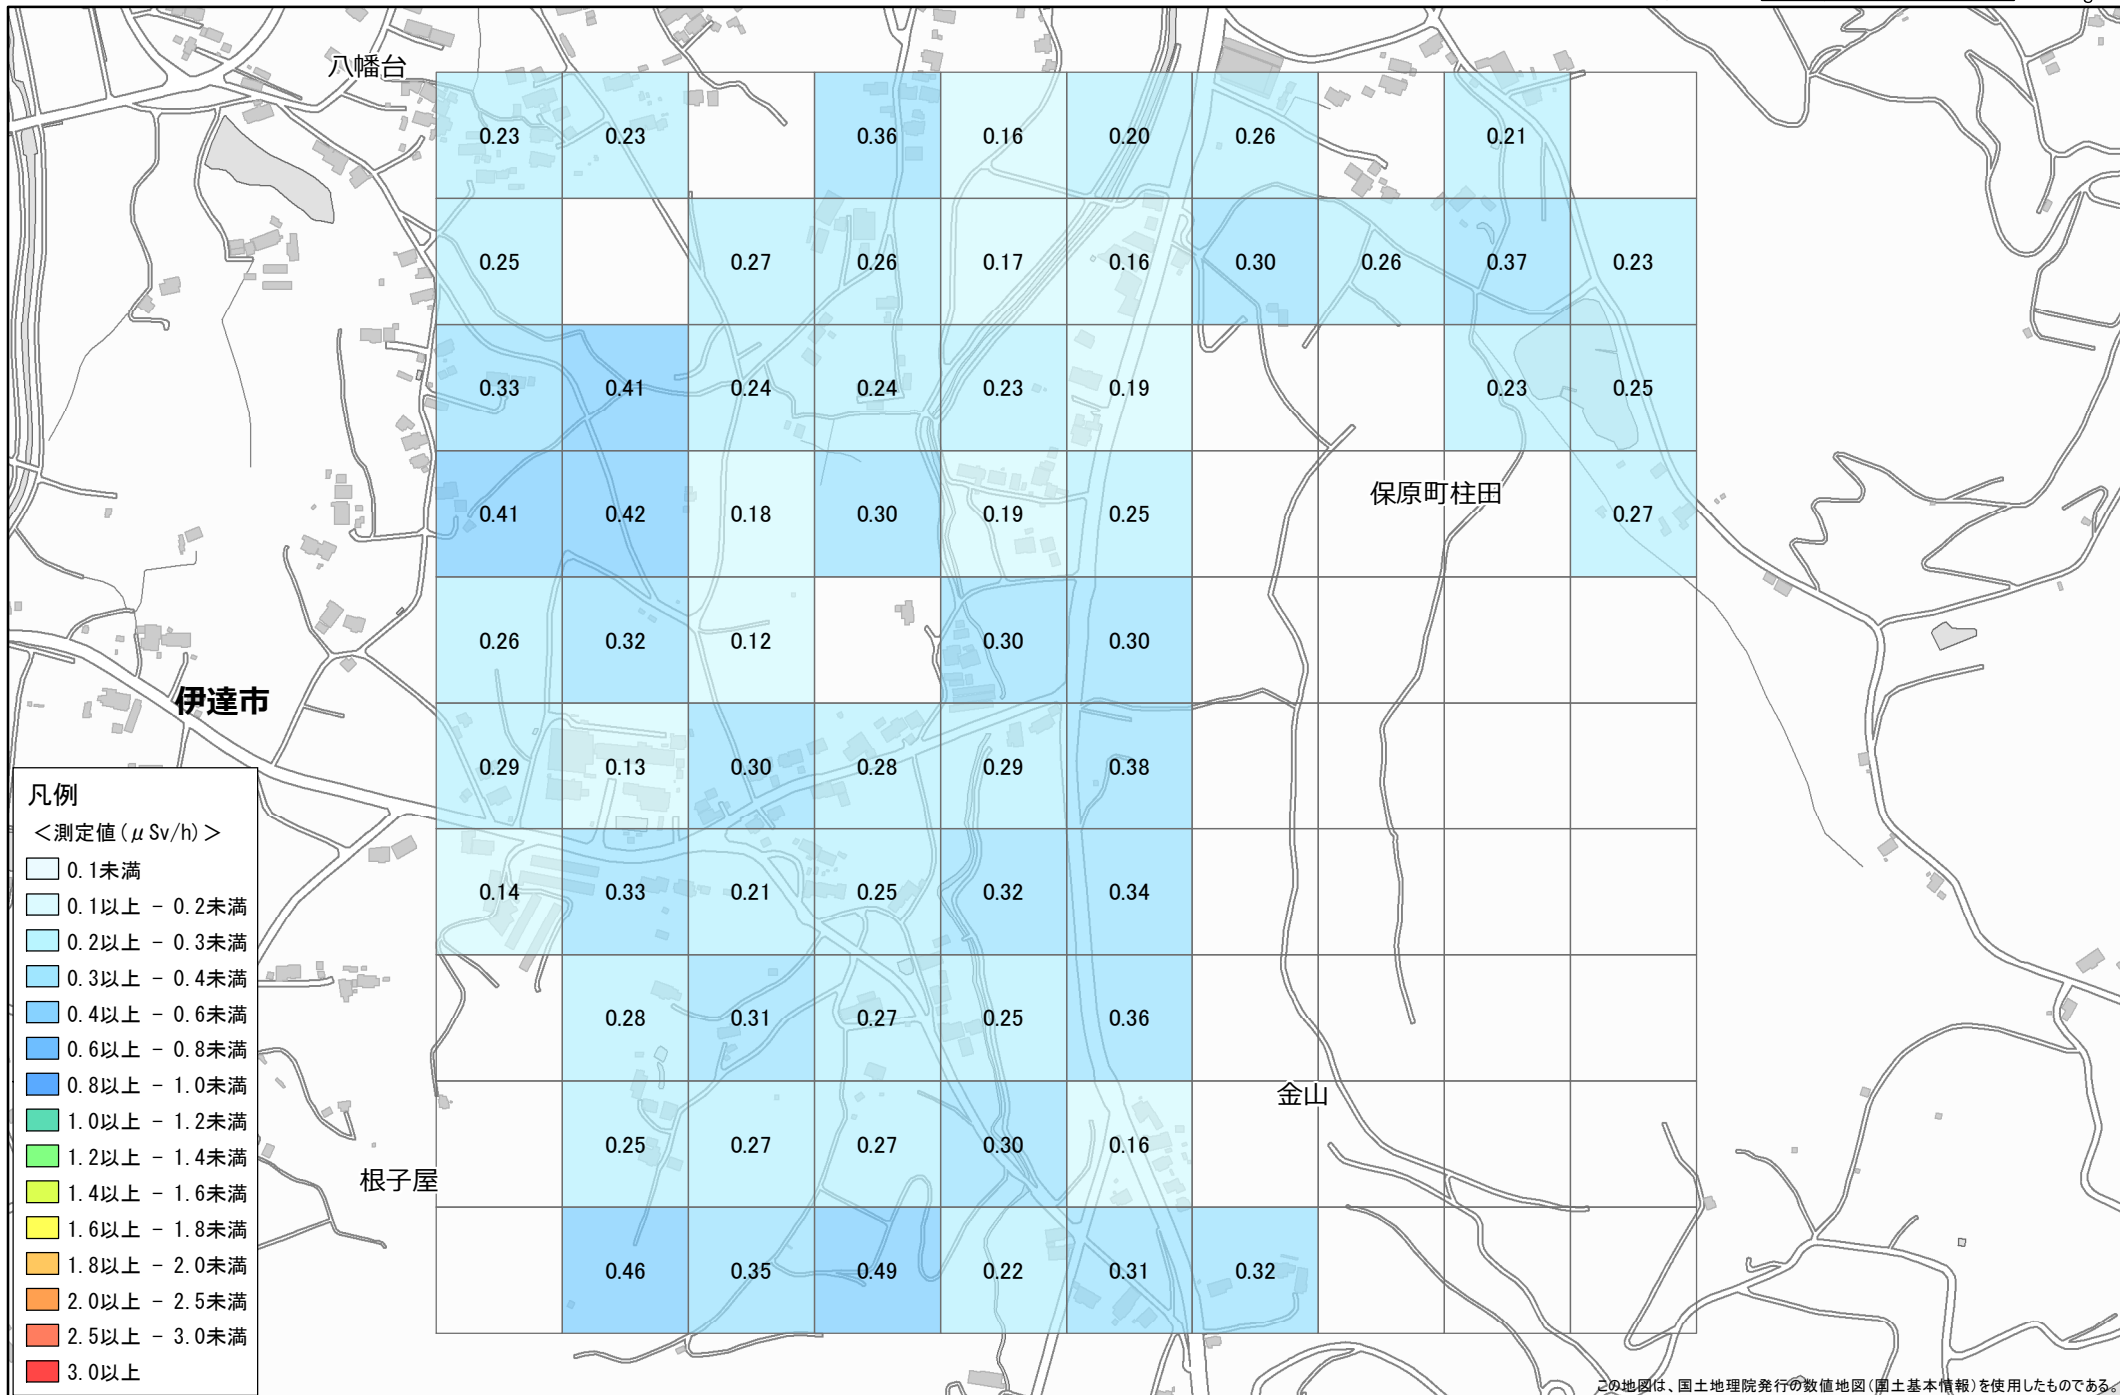 八幡台
0.23 0.23 0.36 0.16 0.20 0.26 0.21
0.25 0.27 0.26 0.17 0.16 0.30 0.26 0.37 0.23
0.33 0.41 0.24 0.24 0.23 0.19 0.23 0.25
保原町柱田
0.41 0.42 0.18 0.30 0.19 0.25 0.27
0.26 0.32 0.12 0.30 0.30
伊達市
0.29 0.13 0.30 0.28 0.29 0.38
0.14 0.33 0.21 0.25 0.32 0.34
0.28 0.31 0.27 0.25 0.36
金山
0.25 0.27 0.27 0.30 0.16
根子屋
0.46 0.35 0.49 0.22 0.31 0.32
凡例
＜測定値(μSv/h)＞
0.1未満
0.1以上 - 0.2未満
0.2以上 - 0.3未満
0.3以上 - 0.4未満
0.4以上 - 0.6未満
0.6以上 - 0.8未満
0.8以上 - 1.0未満
1.0以上 - 1.2未満
1.2以上 - 1.4未満
1.4以上 - 1.6未満
1.6以上 - 1.8未満
1.8以上 - 2.0未満
2.0以上 - 2.5未満
2.5以上 - 3.0未満
3.0以上
この地図は、国土地理院発行の数値地図(国土基本情報)を使用したものである。